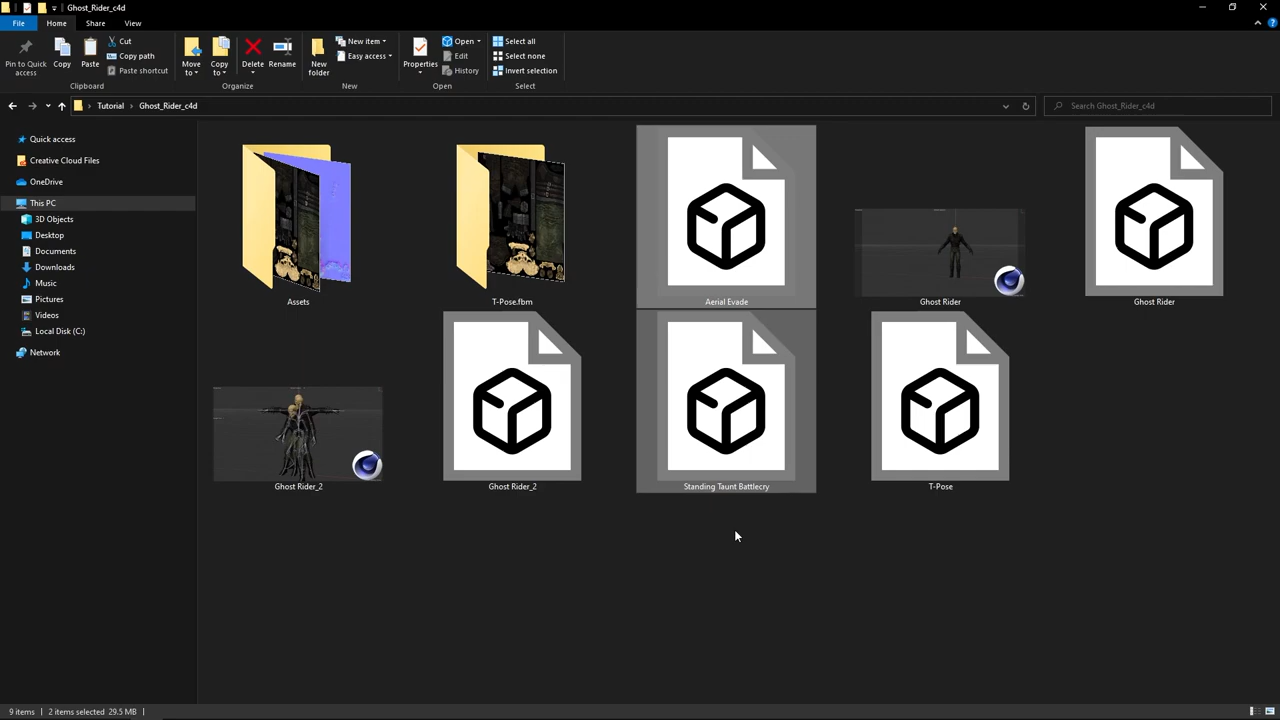 Ghost_Rider_c4d
File
Home
Share
View
Pin to Quick access
Copy
Paste
Cut
Copy path
Paste shortcut
Clipboard
Move to
Copy to
Delete
Rename
Organize
New folder
New item
Easy access
New
Properties
Open
Edit
History
Open
Select all
Select none
Invert selection
Select
Tutorial > Ghost_Rider_c4d
Search Ghost_Rider_c4d
Quick access
Creative Cloud Files
OneDrive
This PC
3D Objects
Desktop
Documents
Downloads
Music
Pictures
Videos
Local Disk (C:)
Network
Assets
T-Pose.fbm
Aerial Evade
Ghost Rider
Ghost Rider
Ghost Rider_2
Ghost Rider_2
Standing Taunt Battlecry
T-Pose
9 items
2 items selected 29.5 MB